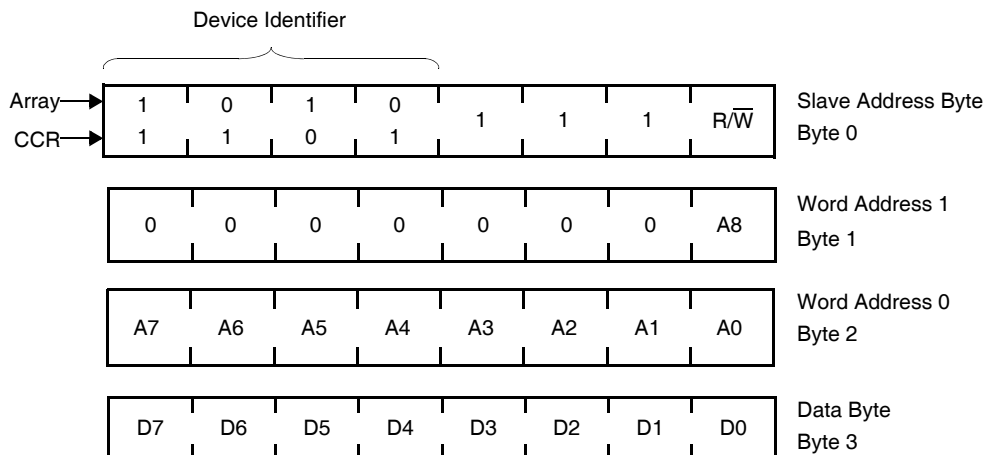 Device Identifier
Array 1 0 1 0 1 1 1 R/W̅ Slave Address Byte
CCR 1 1 0 1 Byte 0
0 0 0 0 0 0 0 A8 Word Address 1
Byte 1
A7 A6 A5 A4 A3 A2 A1 A0 Word Address 0
Byte 2
D7 D6 D5 D4 D3 D2 D1 D0 Data Byte
Byte 3